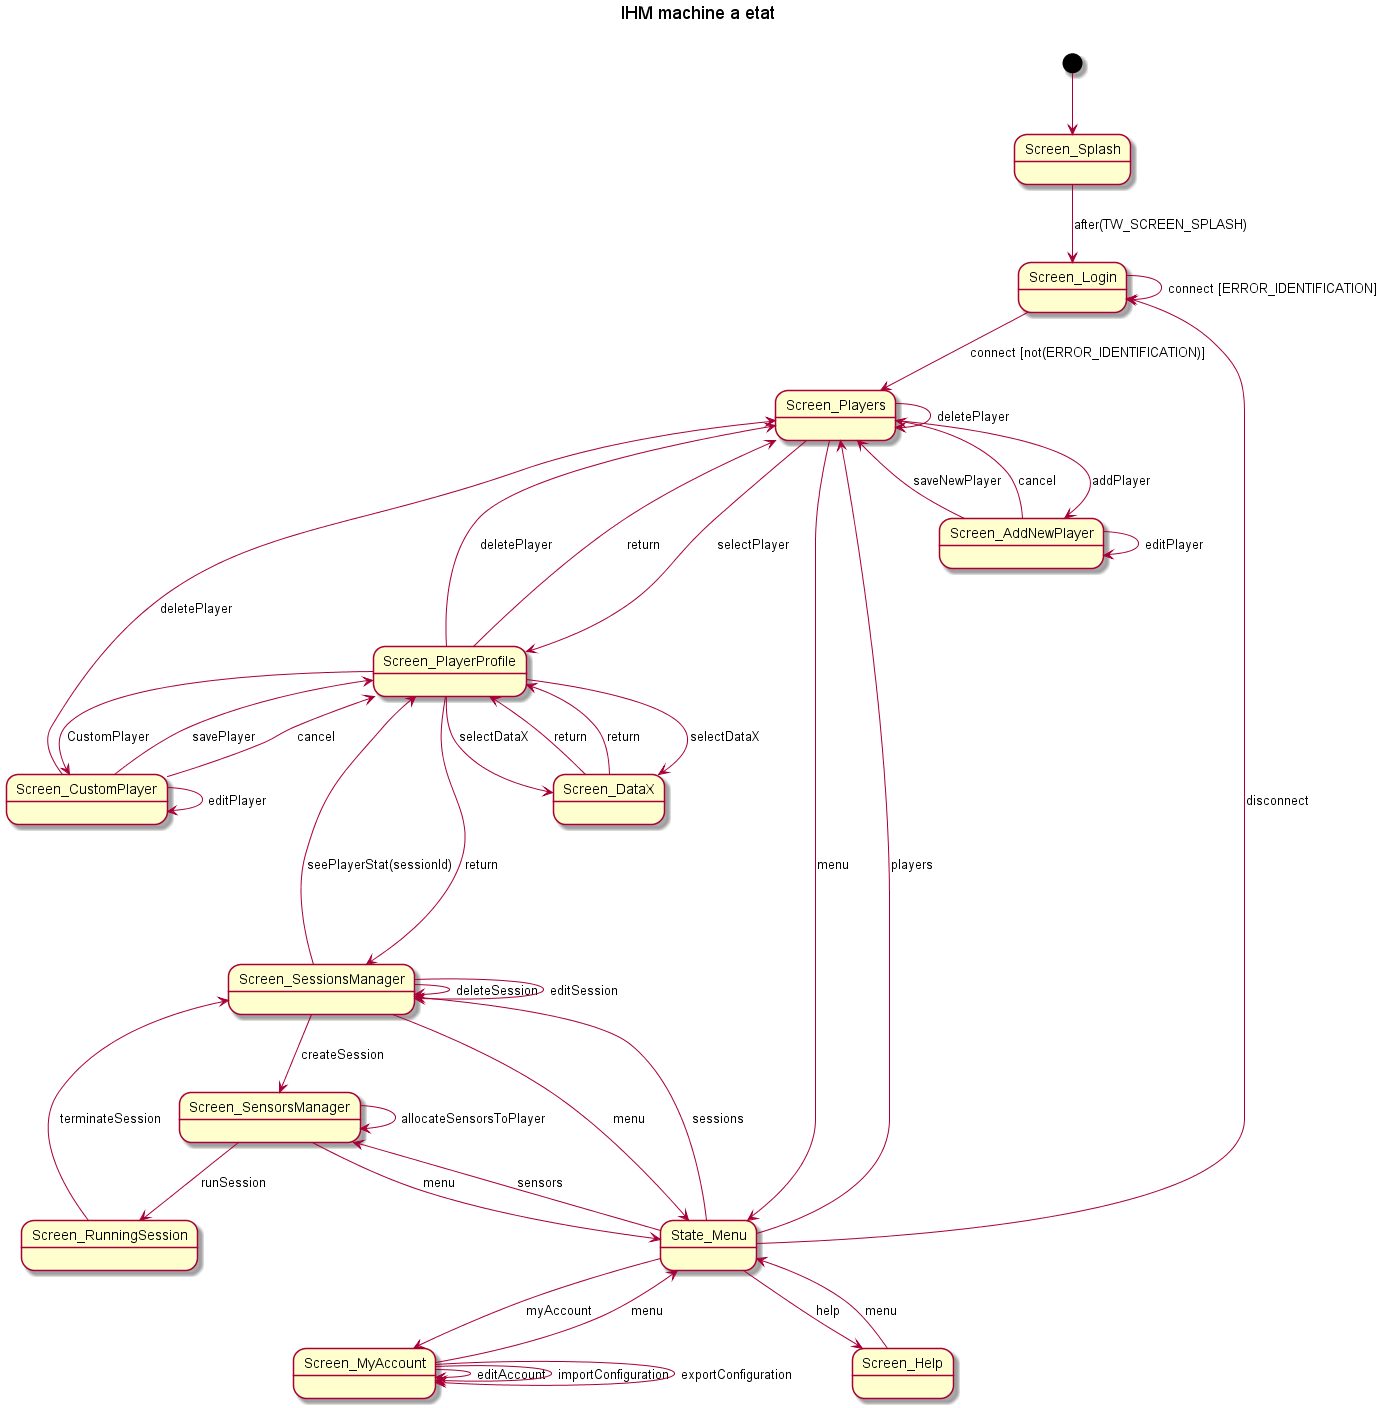 IHM machine a etat
Screen_Splash
after(TW_SCREEN_SPLASH)
Screen_Login
connect [ERROR_IDENTIFICATION]
connect [not(ERROR_IDENTIFICATION)]
Screen_Players
deletePlayer
saveNewPlayer
cancel
addPlayer
Screen_AddNewPlayer
editPlayer
deletePlayer
return
selectPlayer
deletePlayer
Screen_PlayerProfile
CustomPlayer
savePlayer
cancel
selectDataX
return
return
selectDataX
Screen_CustomPlayer
editPlayer
Screen_DataX
disconnect
seePlayerStat(sessionId)
return
menu
players
Screen_SessionsManager
deleteSession
editSession
createSession
Screen_SensorsManager
allocateSensorsToPlayer
terminateSession
menu
sessions
runSession
menu
sensors
Screen_RunningSession
State_Menu
myAccount
menu
help
menu
Screen_MyAccount
editAccount
importConfiguration
exportConfiguration
Screen_Help